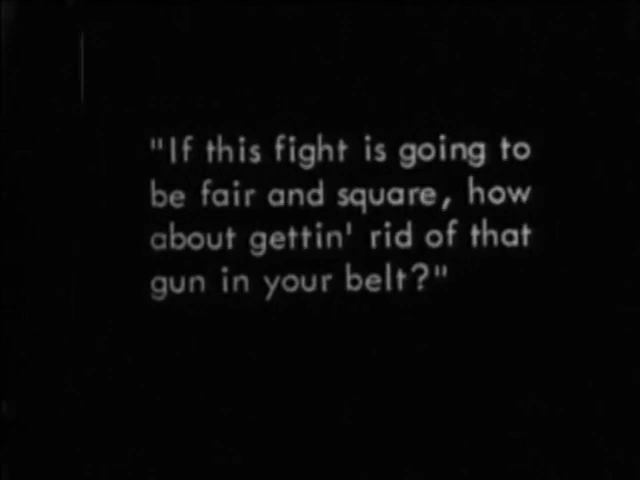 "If this fight is going to
be fair and square, how
about gettin' rid of that
gun in your belt?"